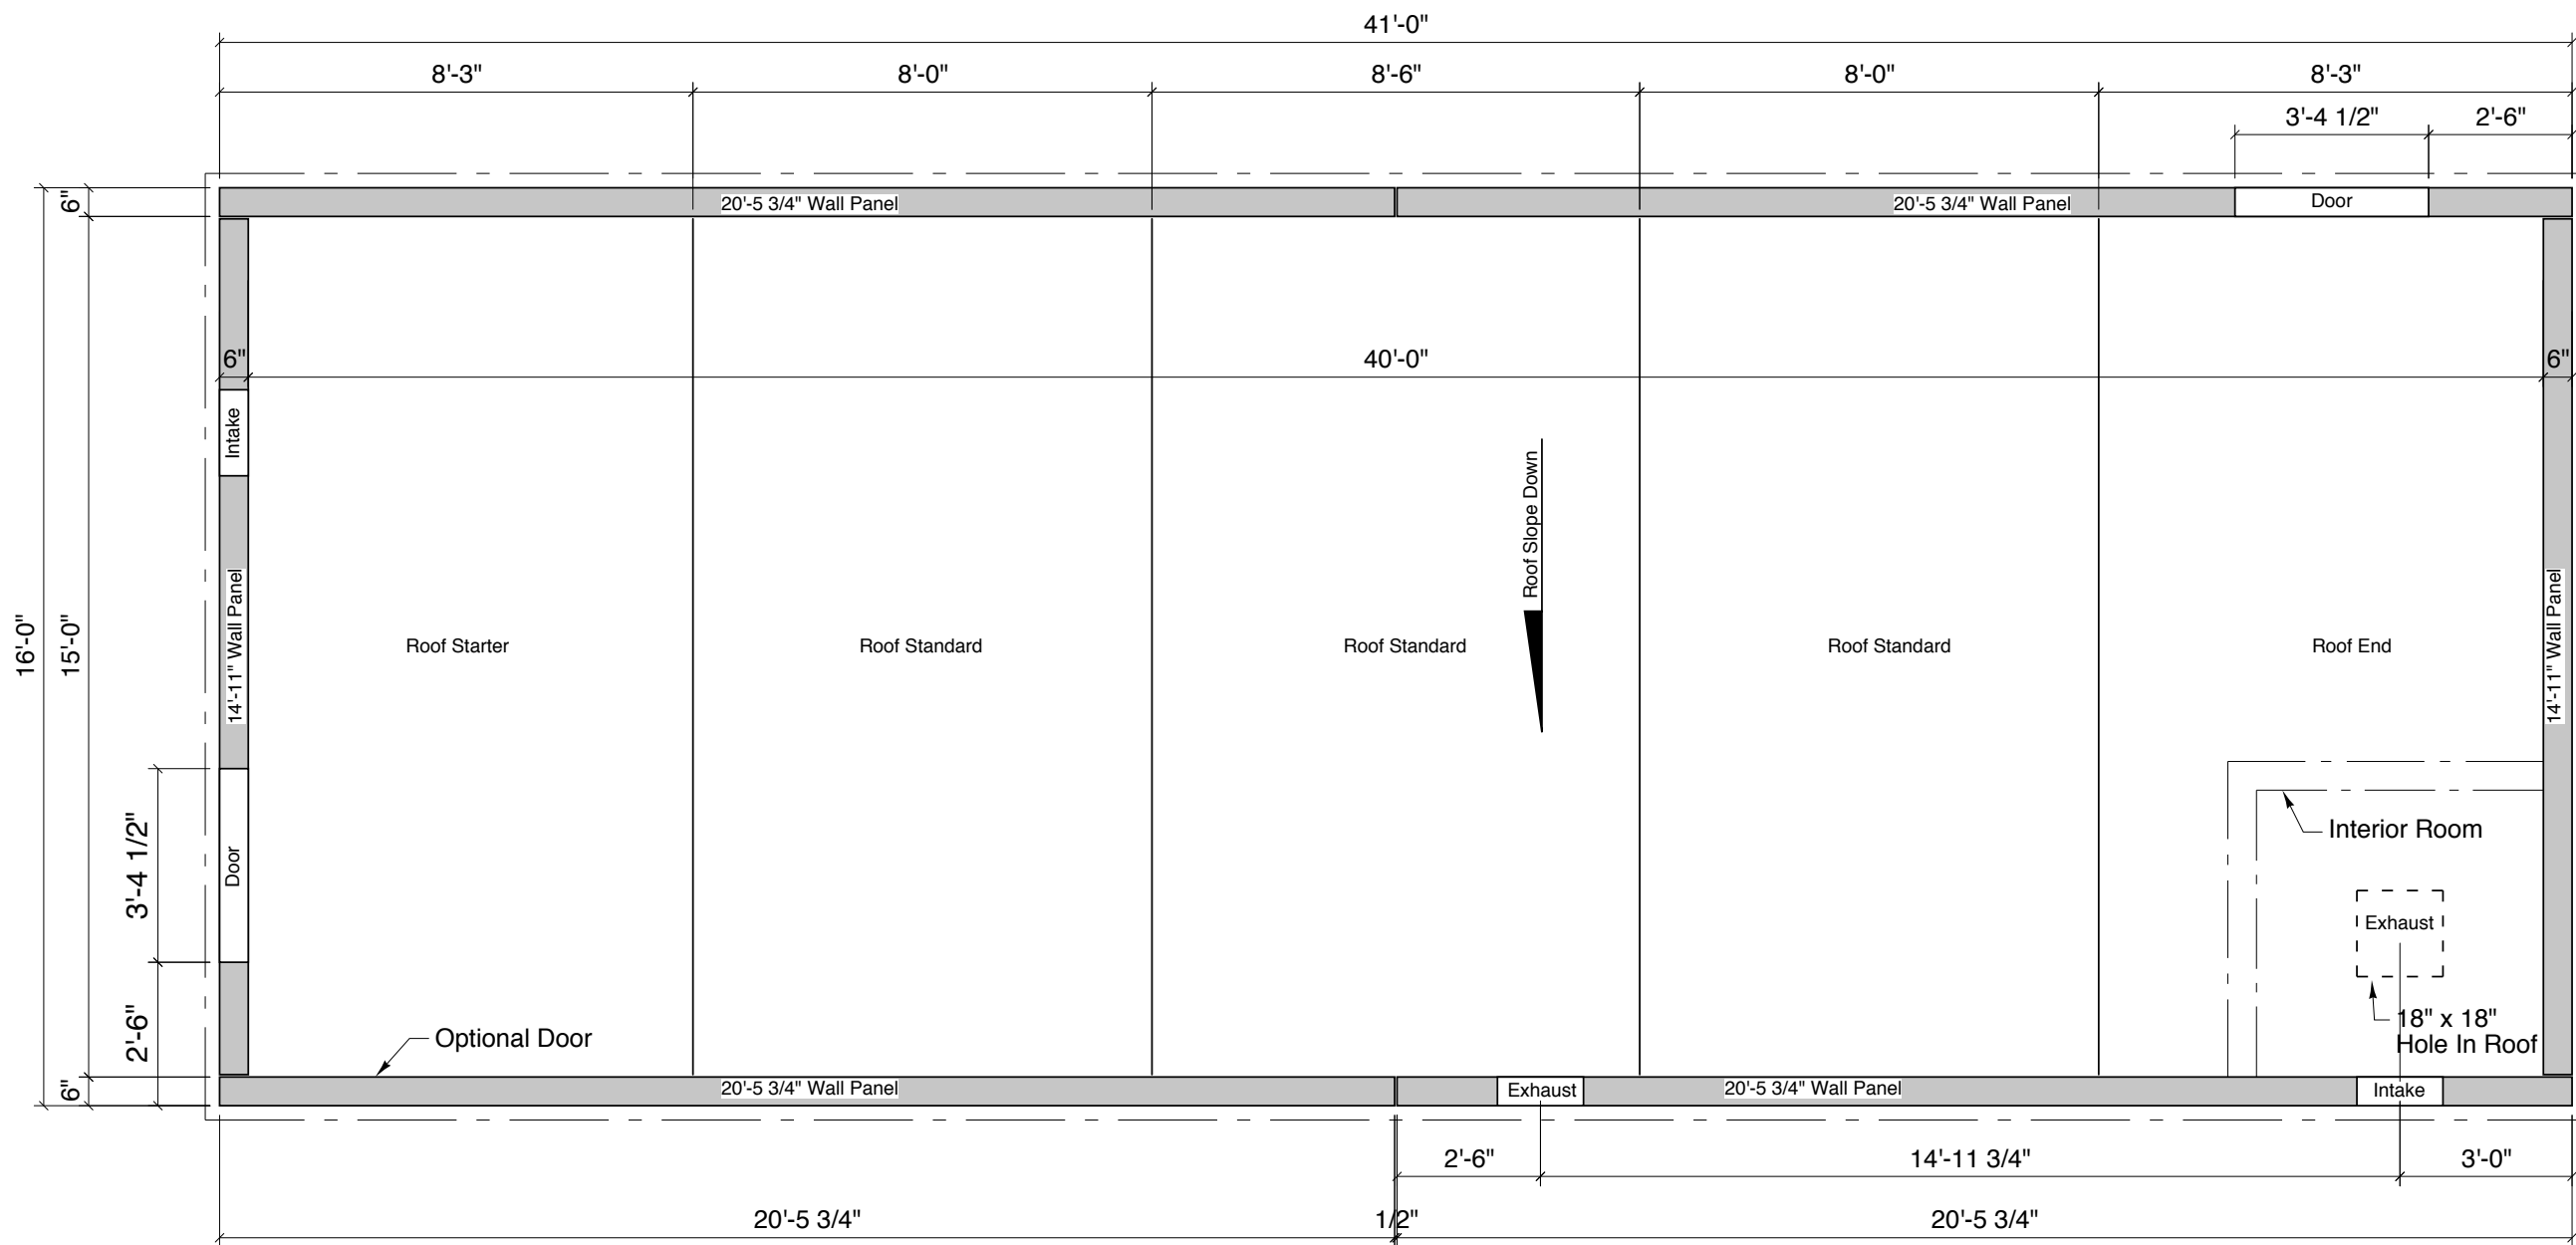 41'-0"
8'-3"
8'-0"
8'-6"
8'-0"
8'-3"
3'-4 1/2"
2'-6"
6"
20'-5 3/4" Wall Panel
20'-5 3/4" Wall Panel
Door
6"
40'-0"
6"
Intake
Roof Slope Down
16'-0"
15'-0"
14'-11" Wall Panel
Roof Starter
Roof Standard
Roof Standard
Roof Standard
Roof End
14'-11" Wall Panel
3'-4 1/2"
Door
Interior Room
Exhaust
2'-6"
Optional Door
18" x 18"
Hole In Roof
6"
20'-5 3/4" Wall Panel
Exhaust
20'-5 3/4" Wall Panel
Intake
2'-6"
14'-11 3/4"
3'-0"
20'-5 3/4"
1/2"
20'-5 3/4"